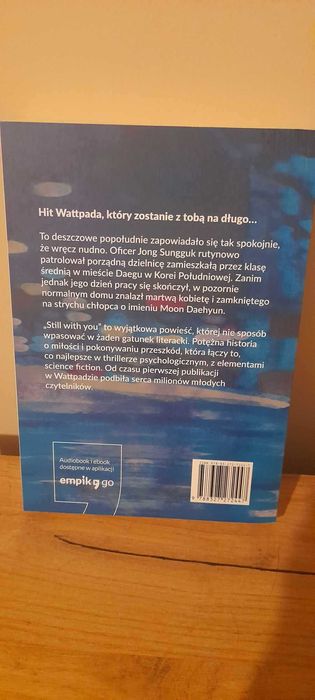 Hit Wattpada, który zostanie z tobą na długo...
To deszczowe popołudnie zapowiadało się tak spokojnie,
że wręcz nudno. Oficer Jong Sungguk rutynowo
patrolował porządną dzielnicę zamieszkałą przez klasę
średnią w mieście Daegu w Korei Południowej. Zanim
jednak jego dzień pracy się skończył, w pozornie
normalnym domu znalazł martwą kobietę i zamkniętego
na strychu chłopca o imieniu Moon Daehyun.
„Still with you” to wyjątkowa powieść, której nie sposób
wpasować w żaden gatunek literacki. Potężna historia
o miłości i pokonywaniu przeszkód, która łączy to,
co najlepsze w thrillerze psychologicznym, z elementami
science fiction. Od czasu pierwszej publikacji
w Wattpadzie podbiła serca milionów młodych
czytelników.
Audiobook i ebook
dostępne w aplikacji
empik go